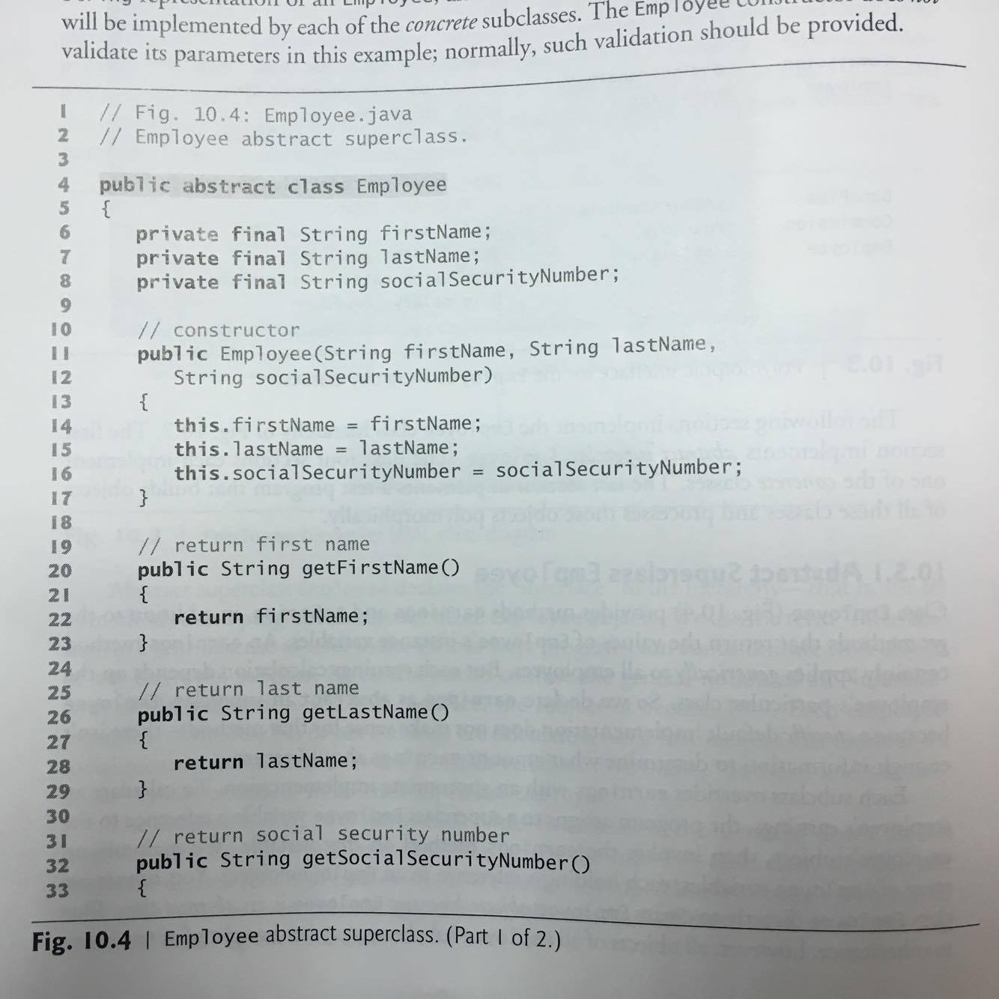 will be implemented by each of the concrete subclasses. The Employee
validate its parameters in this example; normally, such validation should be provided.
1 // Fig. 10.4: Employee.java
2 // Employee abstract superclass.
3
4 public abstract class Employee
5 {
6 private final String firstName;
7 private final String lastName;
8 private final String socialSecurityNumber;
9
10 // constructor
11 public Employee(String firstName, String lastName,
12 String socialSecurityNumber)
13 {
14 this.firstName = firstName;
15 this.lastName = lastName;
16 this.socialSecurityNumber = socialSecurityNumber;
17 }
18
19 // return first name
20 public String getFirstName()
21 {
22 return firstName;
23 }
24
25 // return last name
26 public String getLastName()
27 {
28 return lastName;
29 }
30
31 // return social security number
32 public String getSocialSecurityNumber()
33 {
Fig. 10.4 | Employee abstract superclass. (Part 1 of 2.)